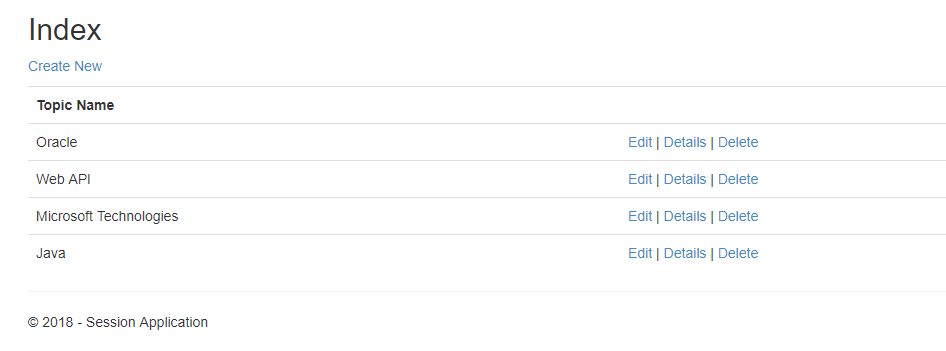 Index
Create New
Topic Name
Oracle Edit | Details | Delete
Web API Edit | Details | Delete
Microsoft Technologies Edit | Details | Delete
Java Edit | Details | Delete
© 2018 - Session Application